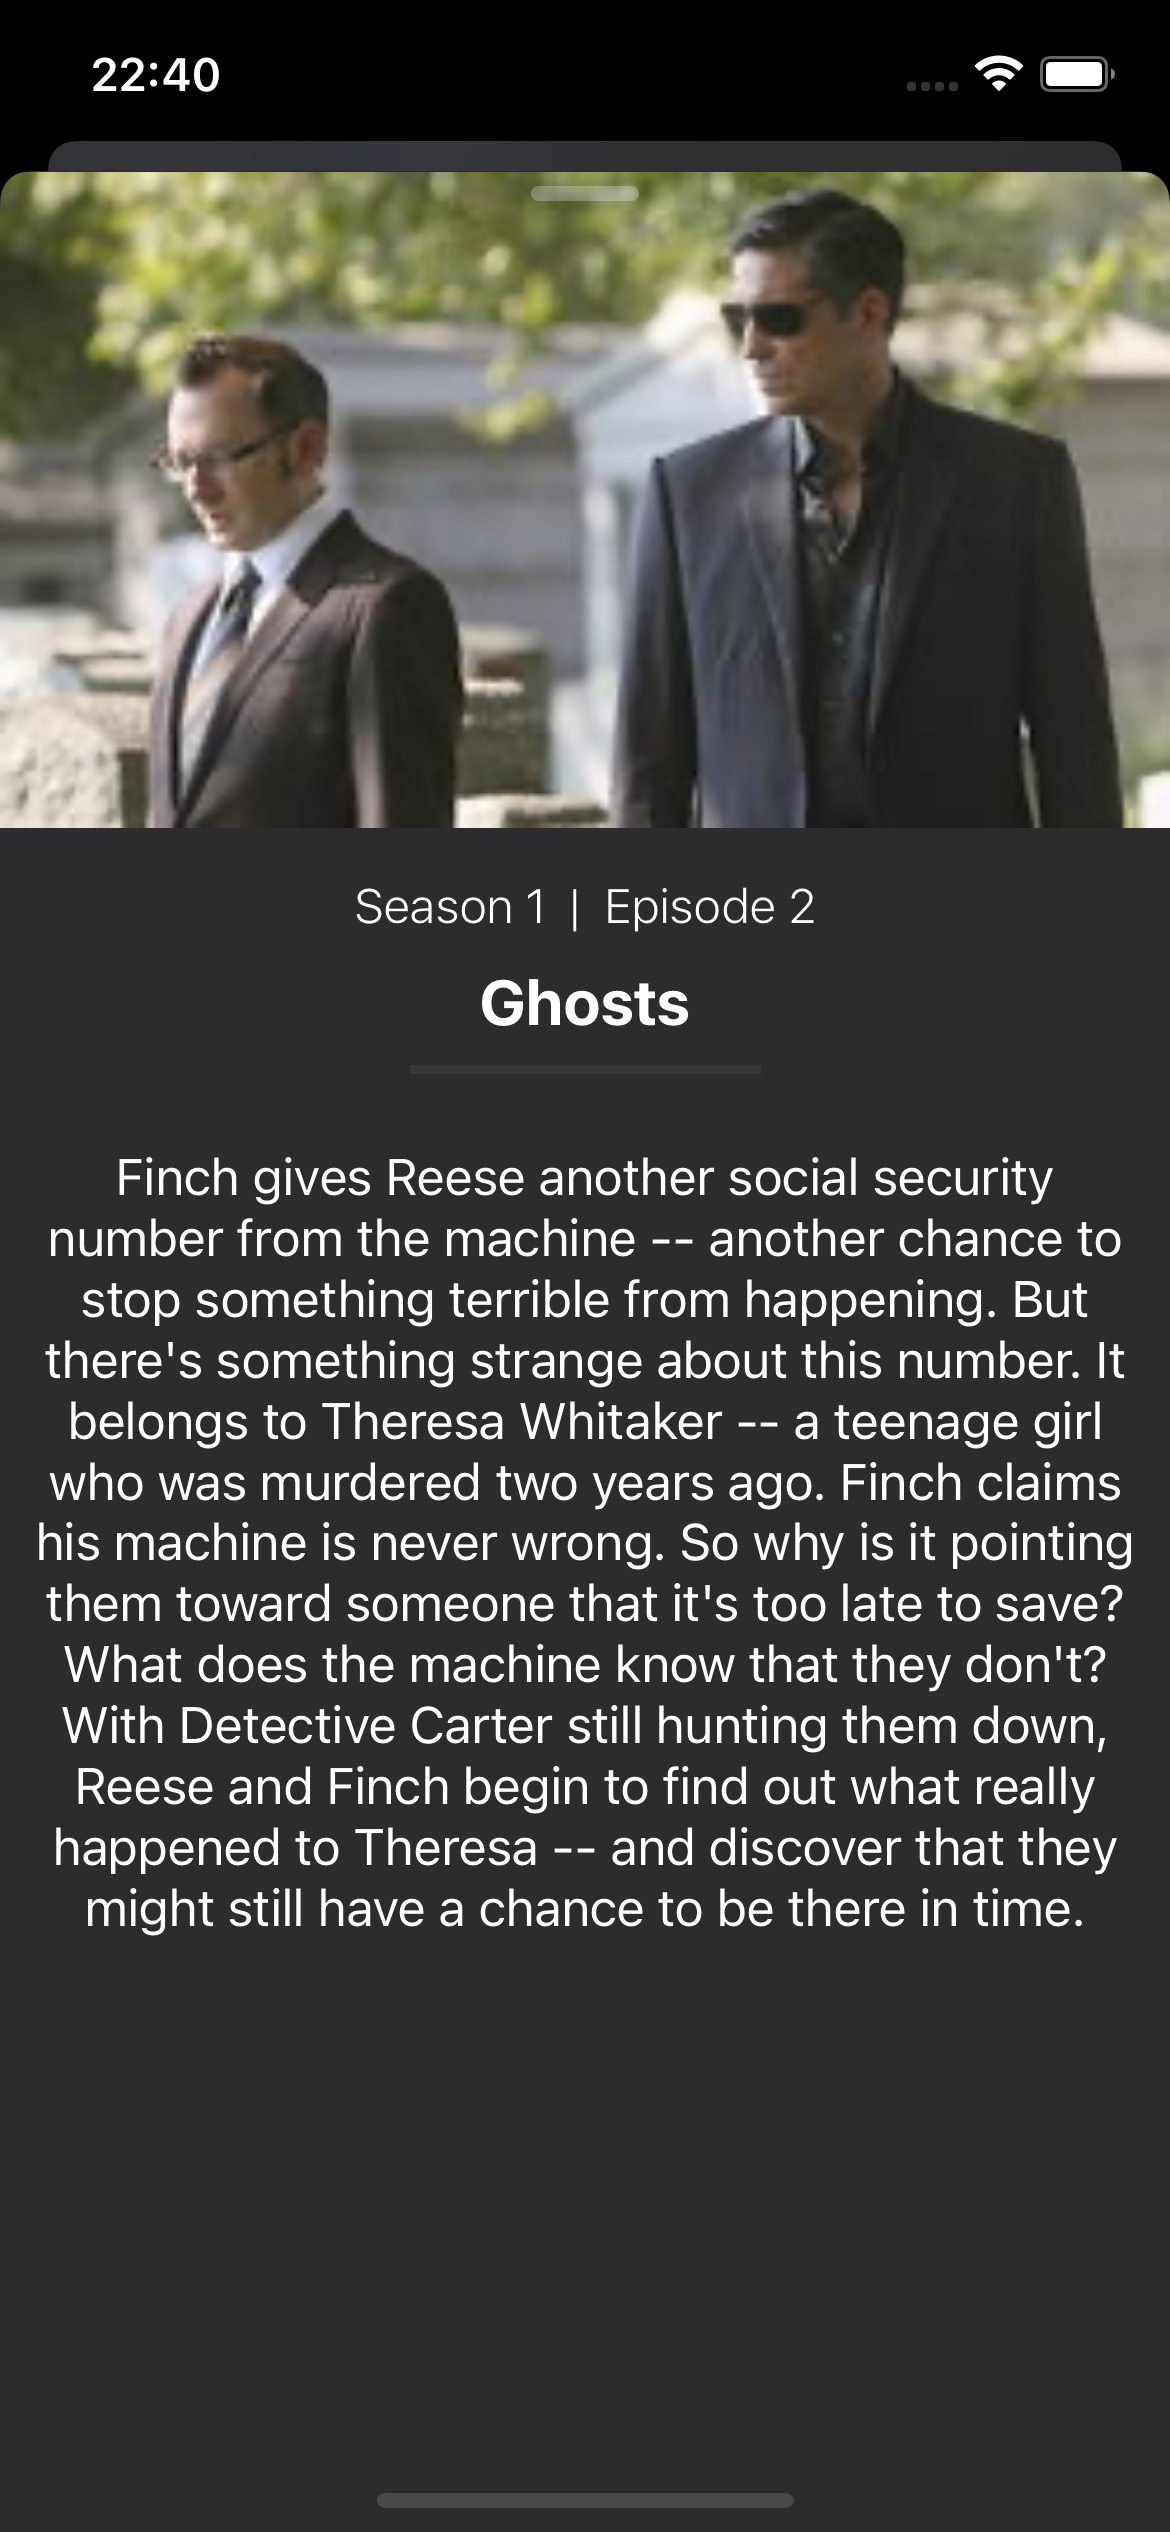 22:40
Season 1 | Episode 2
Ghosts
Finch gives Reese another social security
number from the machine -- another chance to
stop something terrible from happening. But
there's something strange about this number. It
belongs to Theresa Whitaker -- a teenage girl
who was murdered two years ago. Finch claims
his machine is never wrong. So why is it pointing
them toward someone that it's too late to save?
What does the machine know that they don't?
With Detective Carter still hunting them down,
Reese and Finch begin to find out what really
happened to Theresa -- and discover that they
might still have a chance to be there in time.